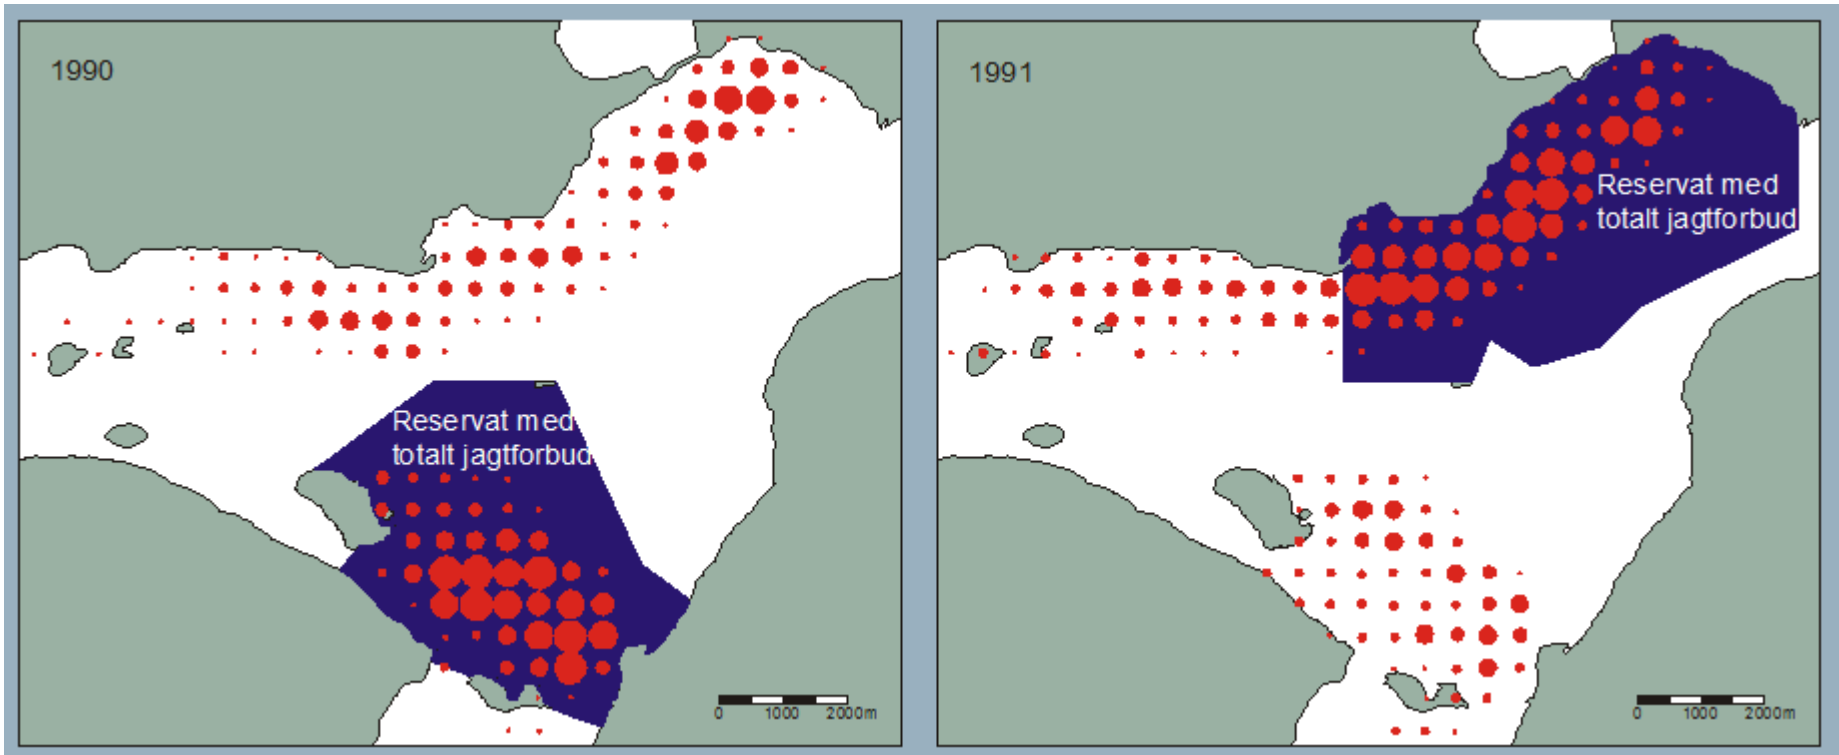 1990
Reservat med
totalt jagtforbud
0 1000 2000m
1991
Reservat med
totalt jagtforbud
0 1000 2000m